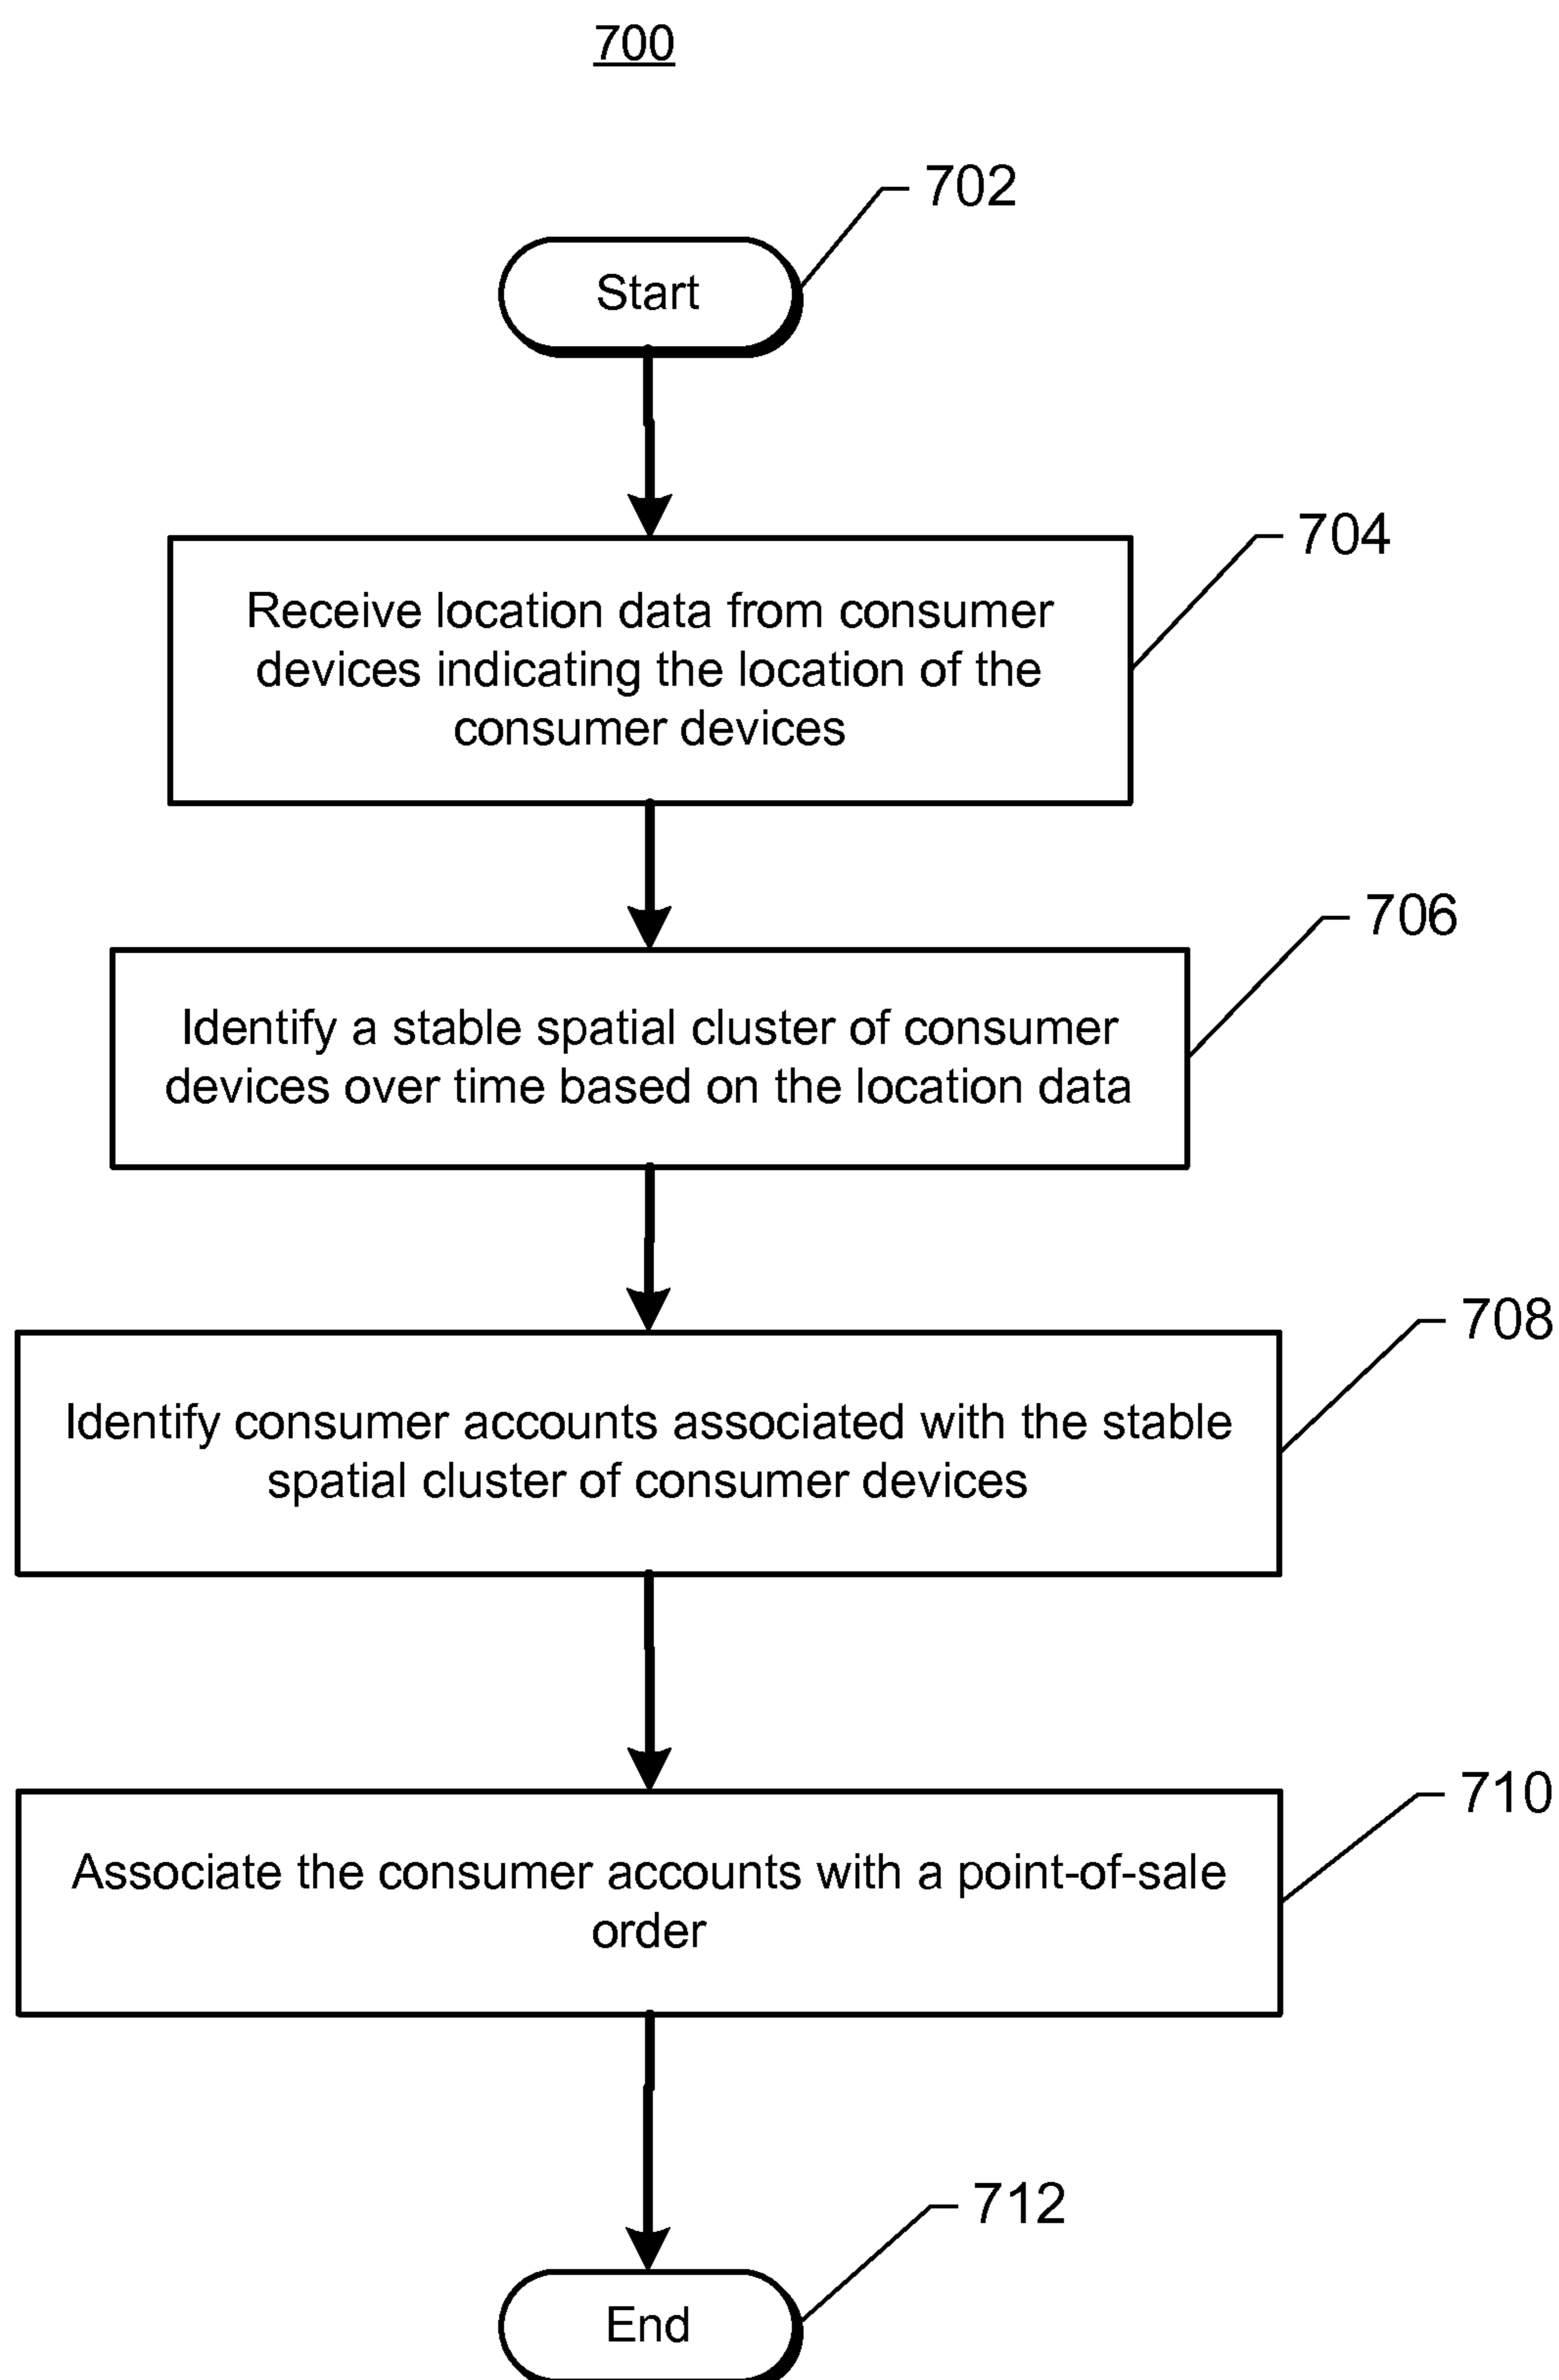 700
702
Start
704
Receive location data from consumer
devices indicating the location of the
consumer devices
706
Identify a stable spatial cluster of consumer
devices over time based on the location data
708
Identify consumer accounts associated with the stable
spatial cluster of consumer devices
710
Associate the consumer accounts with a point-of-sale
order
712
End